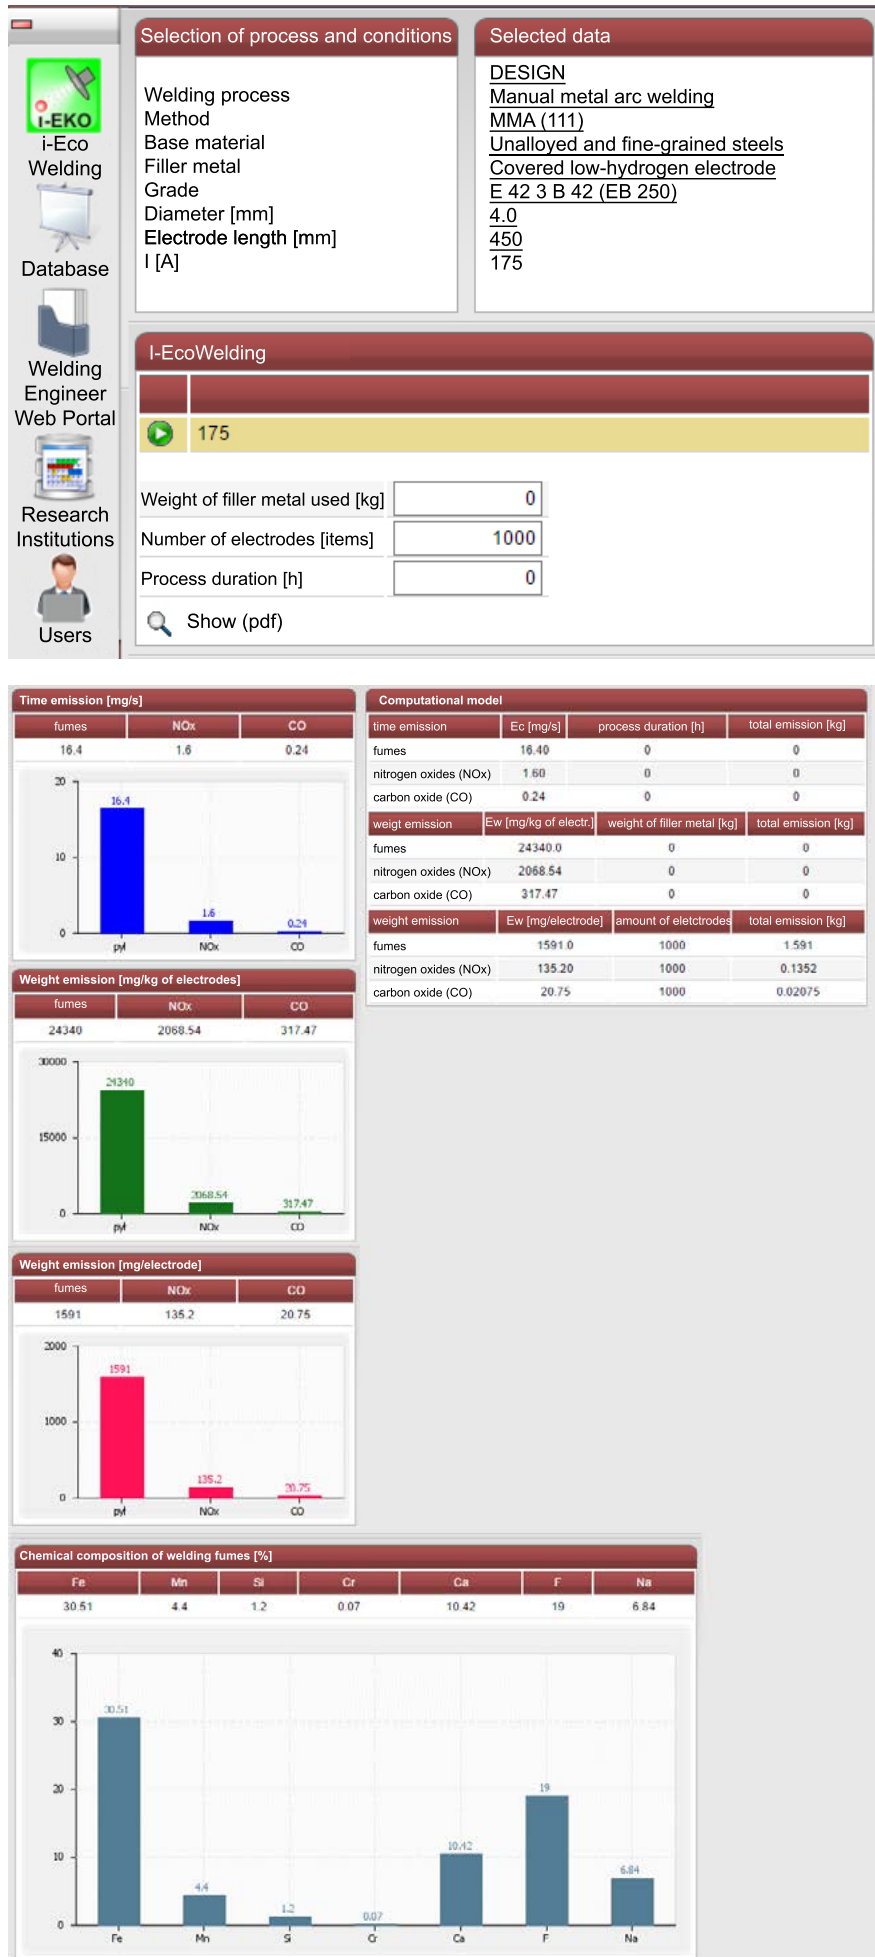 Selection of process and conditions
Welding process
Method
Base material
Filler metal
Grade
Diameter [mm]
Electrode length [mm]
I [A]
Selected data
DESIGN
Manual metal arc welding
MMA (111)
Unalloyed and fine-grained steels
Covered low-hydrogen electrode
E 42 3 B 42 (EB 250)
4.0
450
175
i-EKO
i-Eco
Welding
Database
Welding
Engineer
Web Portal
Research
Institutions
Users
I-EcoWelding
175
Weight of filler metal used [kg] 0
Number of electrodes [items] 1000
Process duration [h] 0
Show (pdf)
Time emission [mg/s]
fumes NOx CO
16.4 1.6 0.24
20
10
0
16.4
1.6
0.24
pył NOx CO
Weight emission [mg/kg of electrodes]
fumes NOx CO
24340 2068.54 317.47
30000
15000
0
24340
2068.54
317.47
pył NOx CO
Weight emission [mg/electrode]
fumes NOx CO
1591 135.2 20.75
2000
1000
0
1591
135.2
20.75
pył NOx CO
Computational model
time emission Ec [mg/s] process duration [h] total emission [kg]
fumes 16.40 0 0
nitrogen oxides (NOx) 1.60 0 0
carbon oxide (CO) 0.24 0 0
weigt emission Ew [mg/kg of electr.] weight of filler metal [kg] total emission [kg]
fumes 24340.0 0 0
nitrogen oxides (NOx) 2068.54 0 0
carbon oxide (CO) 317.47 0 0
weight emission Ew [mg/electrode] amount of eletctrodes total emission [kg]
fumes 1591.0 1000 1.591
nitrogen oxides (NOx) 135.20 1000 0.1352
carbon oxide (CO) 20.75 1000 0.02075
Chemical composition of welding fumes [%]
Fe Mn Si Cr Ca F Na
30.51 4.4 1.2 0.07 10.42 19 6.84
40
30
20
10
0
30.51
4.4
1.2
0.07
10.42
19
6.84
Fe Mn Si Cr Ca F Na